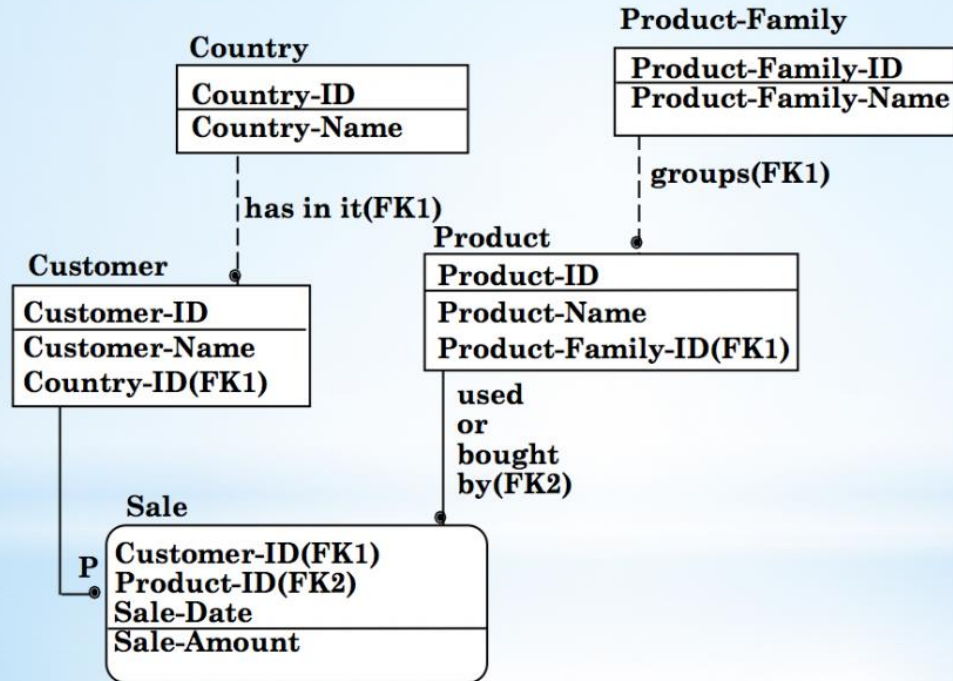 Country
Country-ID
Country-Name
Product-Family
Product-Family-ID
Product-Family-Name
has in it(FK1)
groups(FK1)
Customer
Customer-ID
Customer-Name
Country-ID(FK1)
Product
Product-ID
Product-Name
Product-Family-ID(FK1)
used
or
bought
by(FK2)
P
Sale
Customer-ID(FK1)
Product-ID(FK2)
Sale-Date
Sale-Amount